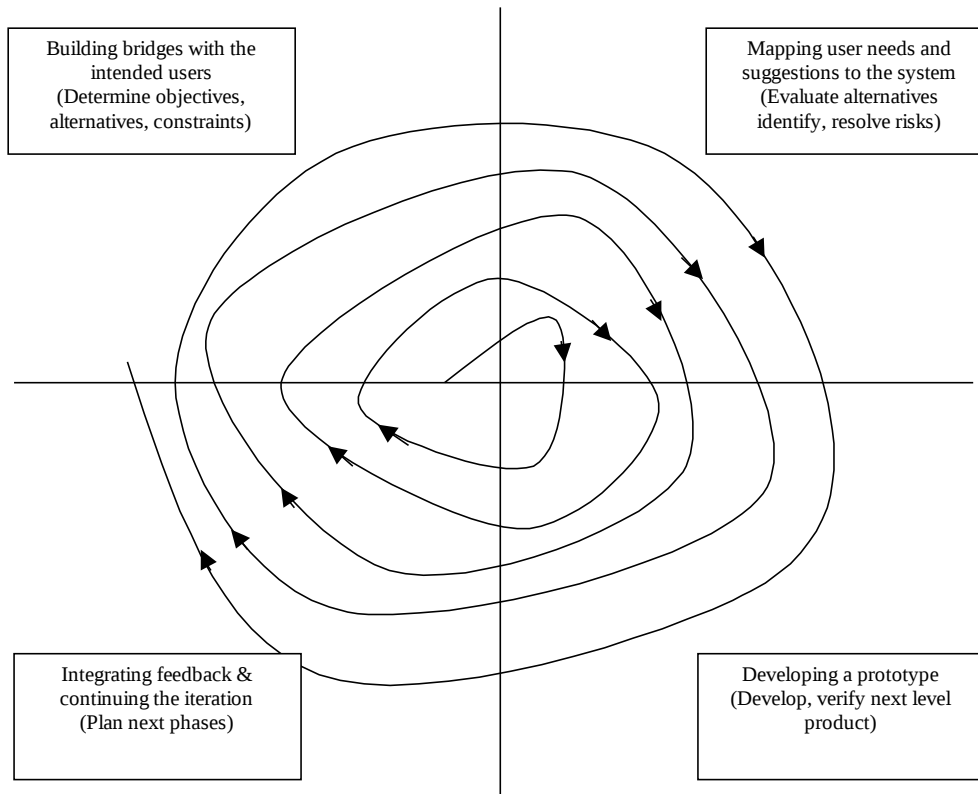 Building bridges with the
intended users
(Determine objectives,
alternatives, constraints)
Mapping user needs and
suggestions to the system
(Evaluate alternatives
identify, resolve risks)
Integrating feedback &
continuing the iteration
(Plan next phases)
Developing a prototype
(Develop, verify next level
product)